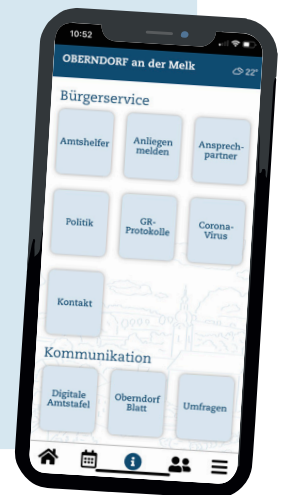 10:52
OBERNDORF an der Melk
22°
Bürgerservice
Amtshelfer
Anliegen
melden
Ansprech-
partner
Politik
GR-
Protokolle
Corona-
Virus
Kontakt
Kommunikation
Digitale
Amtstafel
Oberndorf
Blatt
Umfragen